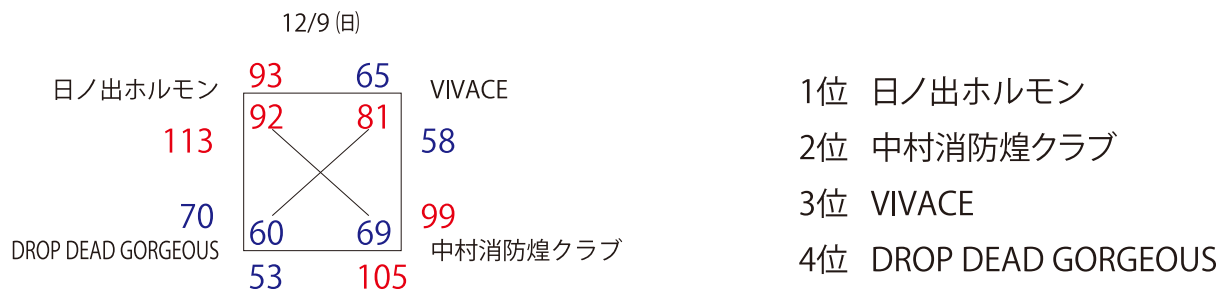 12/9 (日)
93 65
日ノ出ホルモン VIVACE
92 81
113 58
70 99
60 69
DROP DEAD GORGEOUS 中村消防煌クラブ
53 105
1位 日ノ出ホルモン
2位 中村消防煌クラブ
3位 VIVACE
4位 DROP DEAD GORGEOUS